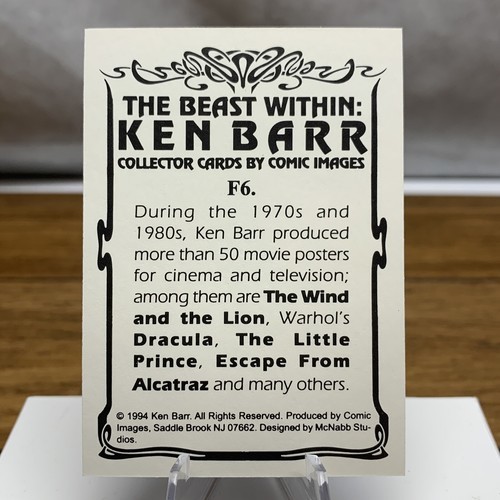 THE BEAST WITHIN:
KEN BARR
COLLECTOR CARDS BY COMIC IMAGES
F6.
During the 1970s and
1980s, Ken Barr produced
more than 50 movie posters
for cinema and television;
among them are The Wind
and the Lion, Warhol's
Dracula, The Little
Prince, Escape From
Alcatraz and many others.
© 1994 Ken Barr. All Rights Reserved. Produced by Comic
Images, Saddle Brook NJ 07662. Designed by McNabb Stu-
dios.